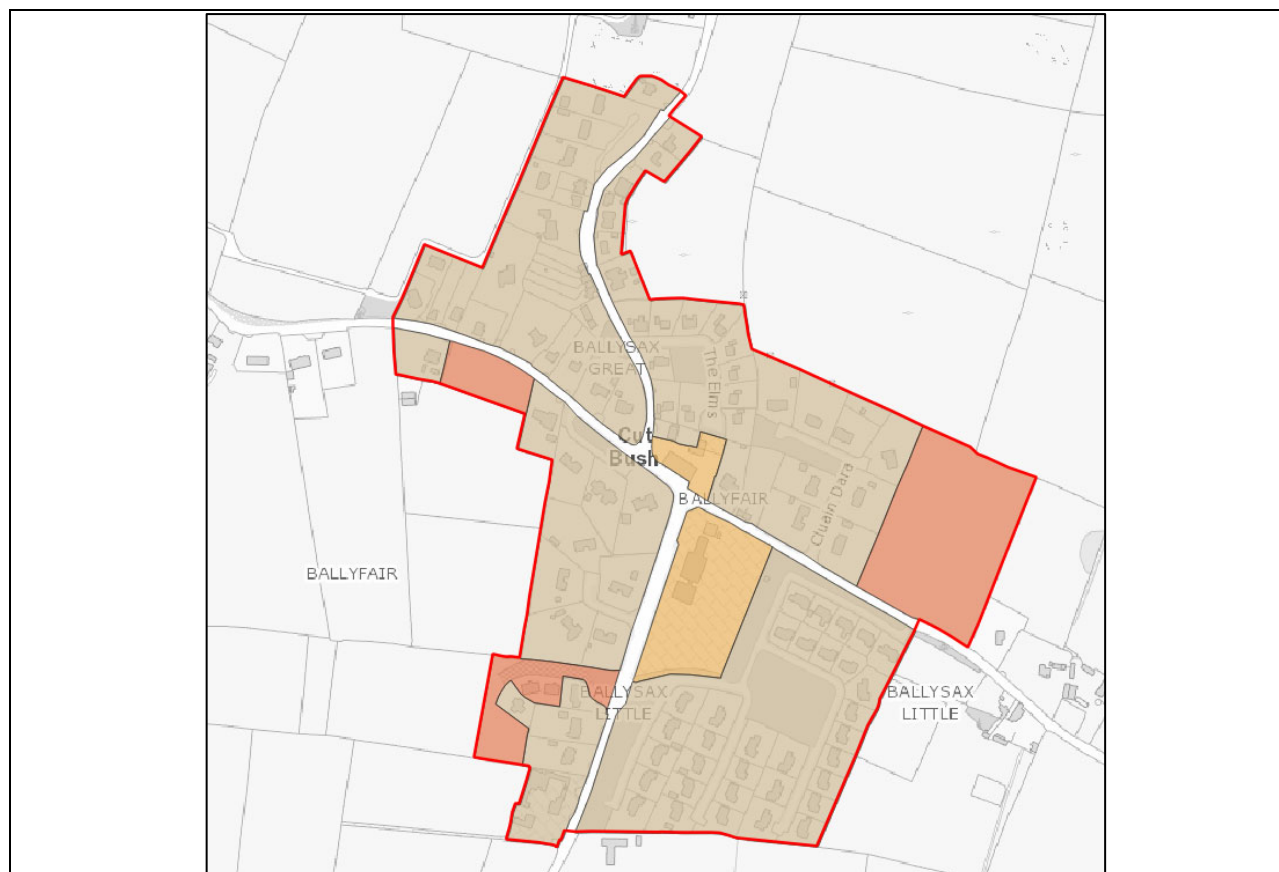 BALLYSAX
GREAT
The Elms
Cut
Bush
BALLYFAIR
Cluain Dara
BALLYFAIR
BALLYSAX
LITTLE
BALLYSAX
LITTLE